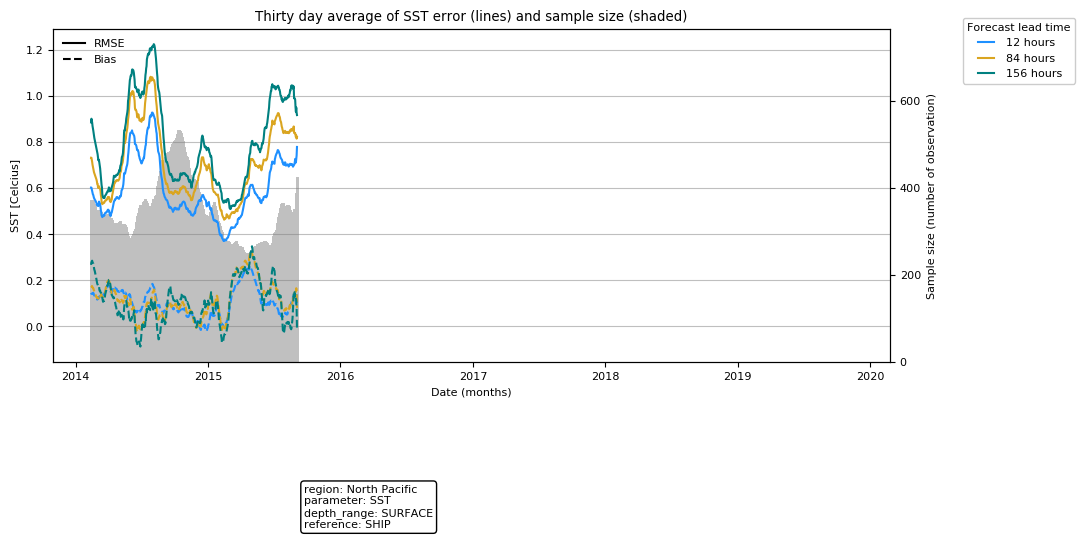 Thirty day average of SST error (lines) and sample size (shaded)
Forecast lead time
12 hours
84 hours
156 hours
RMSE
Bias
SST [Celcius]
1.2
1.0
0.8
0.6
0.4
0.2
0.0
600
400
200
0
Sample size (number of observation)
2014 2015 2016 2017 2018 2019 2020
Date (months)
region: North Pacific
parameter: SST
depth_range: SURFACE
reference: SHIP